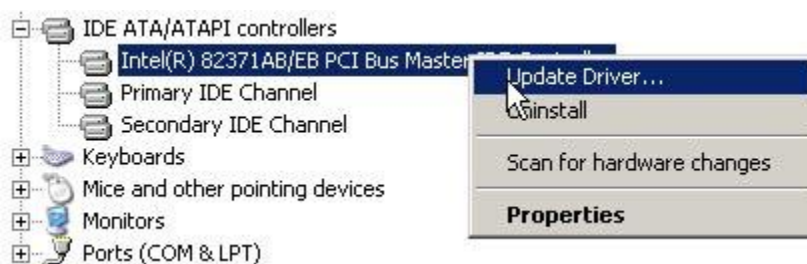 IDE ATA/ATAPI controllers
Intel(R) 82371AB/EB PCI Bus Master
Update Driver...
Primary IDE Channel
Uninstall
Secondary IDE Channel
Keyboards
Scan for hardware changes
Mice and other pointing devices
Properties
Monitors
Ports (COM & LPT)